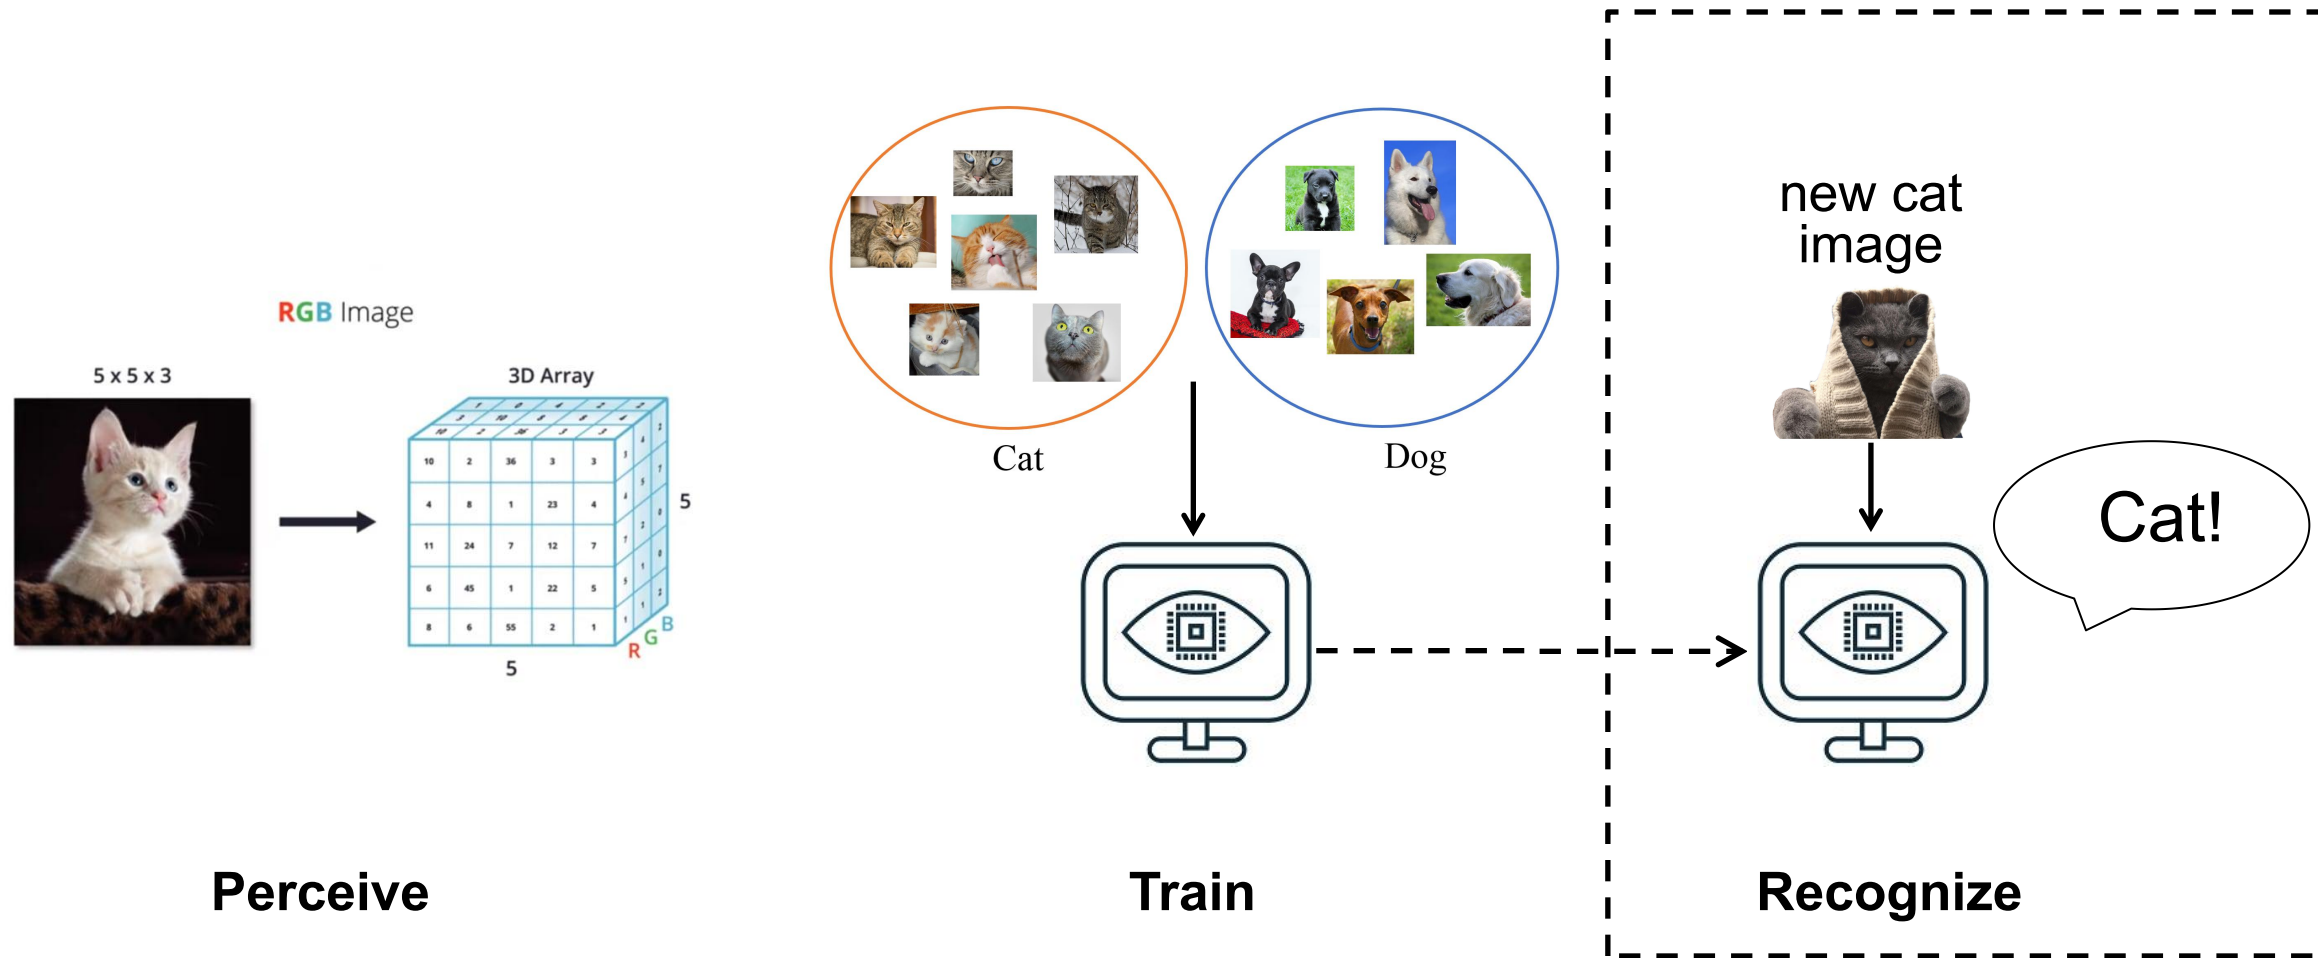 RGB Image
5 x 5 x 3
3D Array
10 2 36 3 3
4 8 1 23 4
11 24 7 12 7
6 45 1 22 5
8 6 55 2 1
5
5
R G B
Perceive
Cat
Dog
Train
new cat
image
Cat!
Recognize